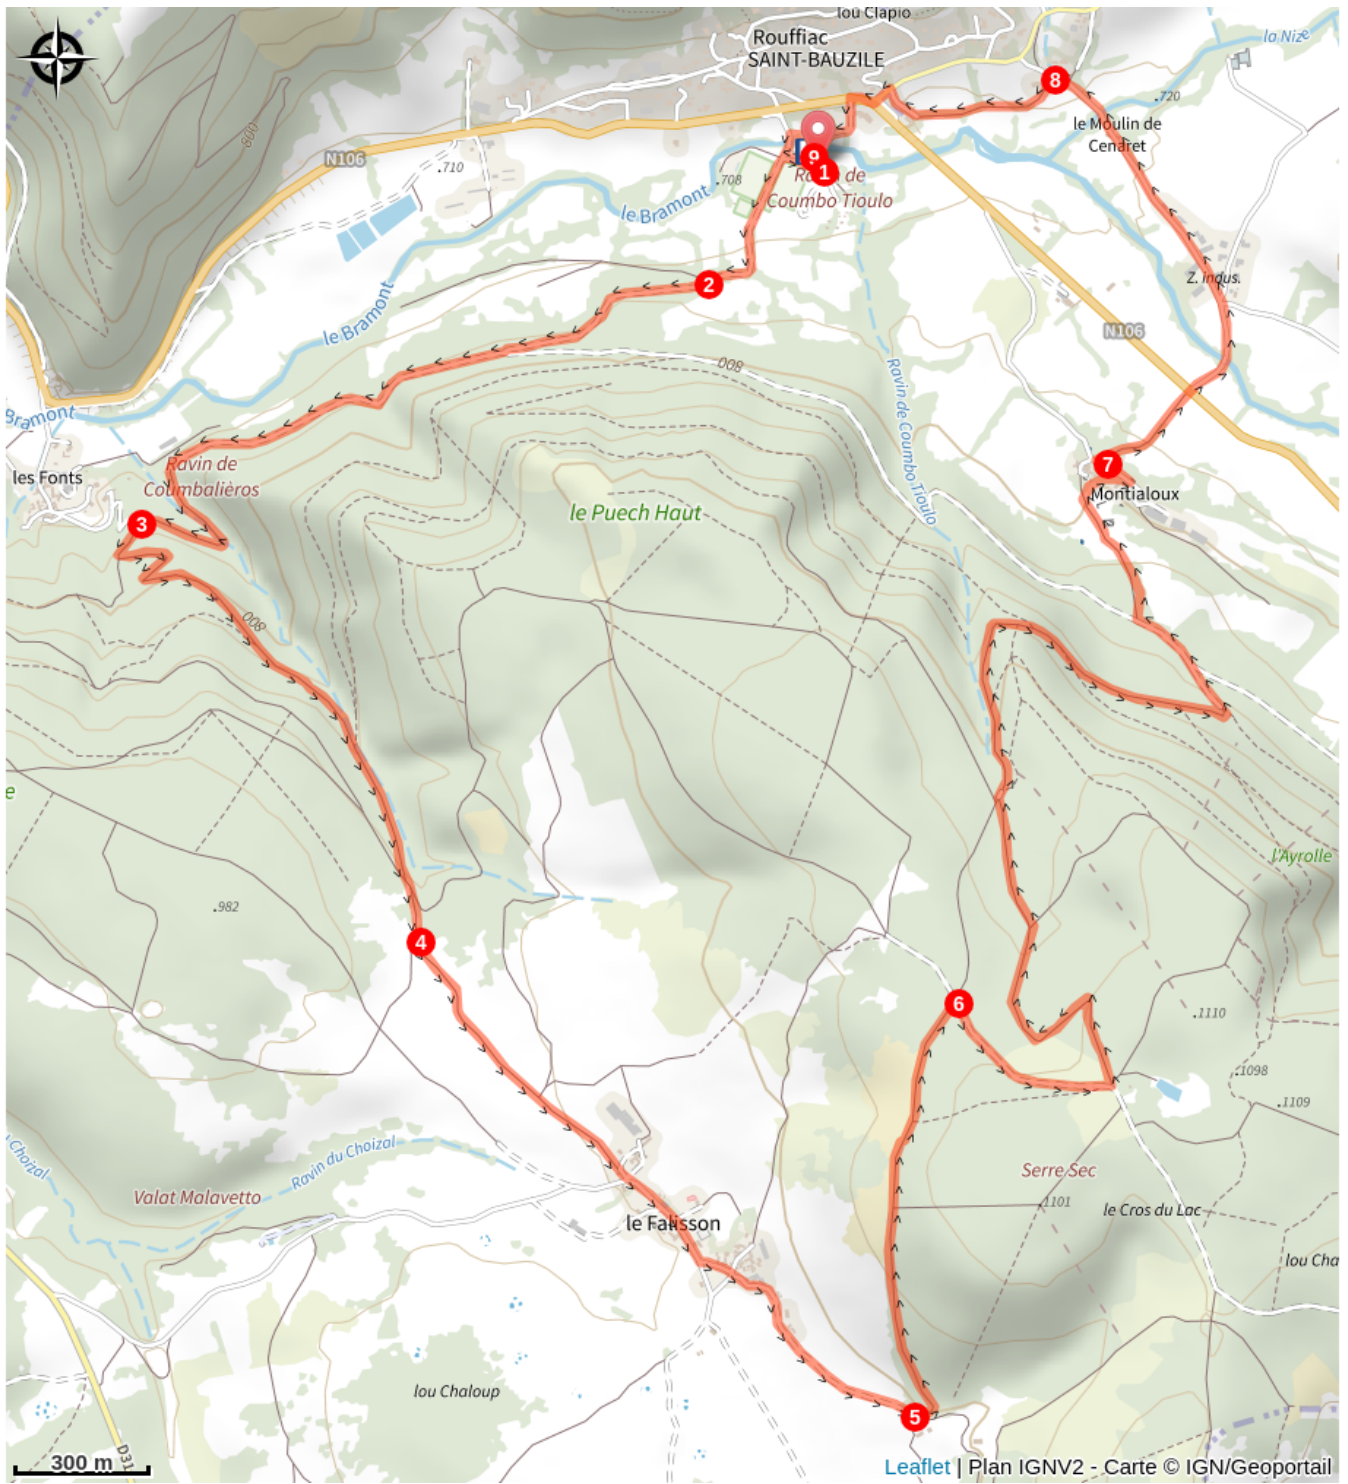 lou Clapio
Rouffiac
SAINT-BAUZILE
la Nize
8
.720
le Moulin de
Cenaret
660
N106
.710
9
1
Ravin de
Coumbo Tioulo
.708
le Bramont
Z. indus.
2
le Bramont
N106
800
Bramont
Ravin de Coumbo Tioulo
les Fonts
Ravin de
Coumbalièros
7
Montialoux
3
le Puech Haut
800
e
l'Ayrolle
.982
4
6
.1110
.1098
.1109
Choizal
Ravin du Choizal
Valat Malavetto
Serre Sec
.1101
le Cros du Lac
le Falisson
lou Cha
lou Chaloup
5
D31
300 m
Leaflet | Plan IGNV2 - Carte © IGN/Geoportail